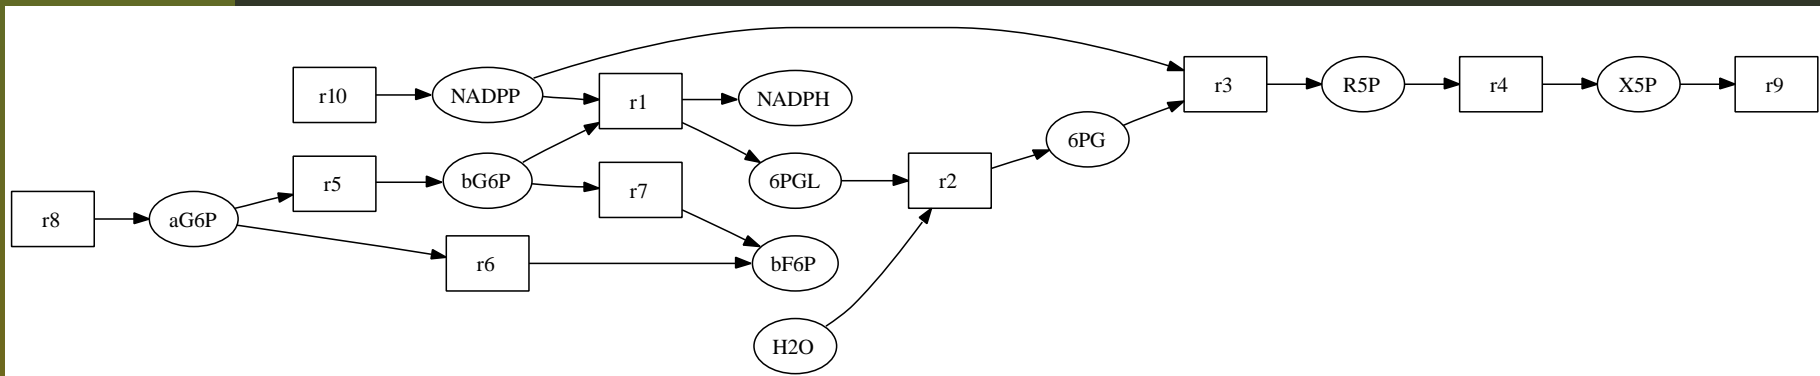 r10
NADPP
r1
NADPH
r3
R5P
r4
X5P
r9
6PG
r8
aG6P
r5
bG6P
r7
6PGL
r2
r6
bF6P
H2O